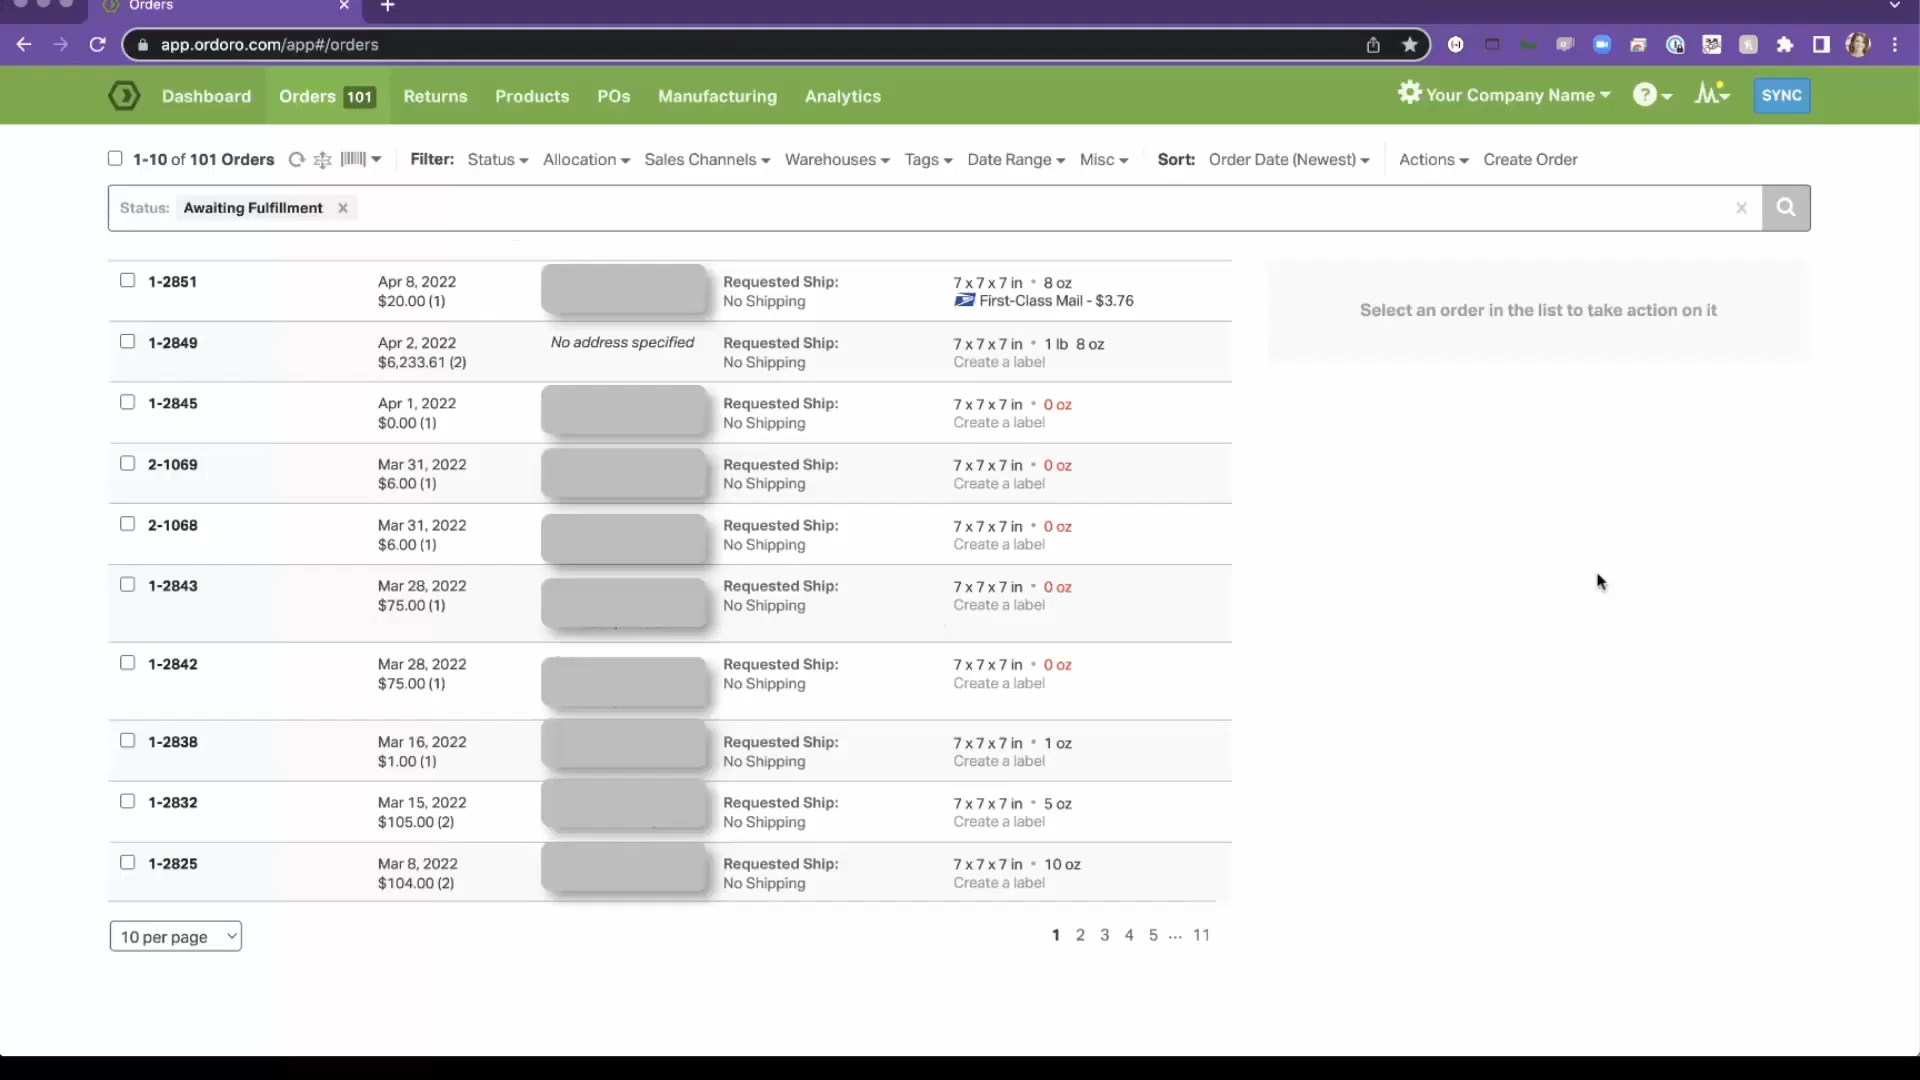 Orders
app.ordoro.com/app#/orders
Dashboard Orders 101 Returns Products POs Manufacturing Analytics Your Company Name ? SYNC
1-10 of 101 Orders Filter: Status Allocation Sales Channels Warehouses Tags Date Range Misc Sort: Order Date (Newest) Actions Create Order
Status: Awaiting Fulfillment
1-2851 Apr 8, 2022 Requested Ship: 7 x 7 x 7 in • 8 oz
$20.00 (1) No Shipping First-Class Mail - $3.76
Select an order in the list to take action on it
1-2849 Apr 2, 2022 No address specified Requested Ship: 7 x 7 x 7 in • 1 lb 8 oz
$6,233.61 (2) No Shipping Create a label
1-2845 Apr 1, 2022 Requested Ship: 7 x 7 x 7 in • 0 oz
$0.00 (1) No Shipping Create a label
2-1069 Mar 31, 2022 Requested Ship: 7 x 7 x 7 in • 0 oz
$6.00 (1) No Shipping Create a label
2-1068 Mar 31, 2022 Requested Ship: 7 x 7 x 7 in • 0 oz
$6.00 (1) No Shipping Create a label
1-2843 Mar 28, 2022 Requested Ship: 7 x 7 x 7 in • 0 oz
$75.00 (1) No Shipping Create a label
1-2842 Mar 28, 2022 Requested Ship: 7 x 7 x 7 in • 0 oz
$75.00 (1) No Shipping Create a label
1-2838 Mar 16, 2022 Requested Ship: 7 x 7 x 7 in • 1 oz
$1.00 (1) No Shipping Create a label
1-2832 Mar 15, 2022 Requested Ship: 7 x 7 x 7 in • 5 oz
$105.00 (2) No Shipping Create a label
1-2825 Mar 8, 2022 Requested Ship: 7 x 7 x 7 in • 10 oz
$104.00 (2) No Shipping Create a label
10 per page 1 2 3 4 5 ... 11